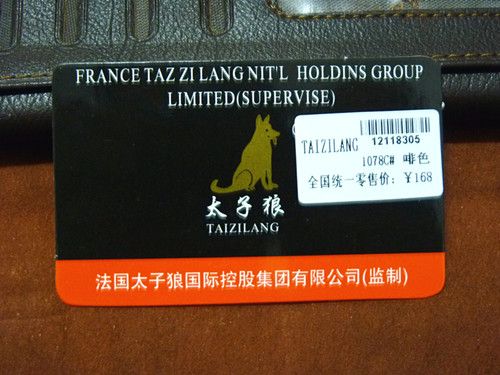 FRANCE TAZ ZI LANG NIT'L HOLDINS GROUP
LIMITED(SUPERVISE)
TAIZILANG 12118305
1078C# 啡色
全国统一零售价: ¥168
太子狼
TAIZILANG
法国太子狼国际控股集团有限公司(监制)